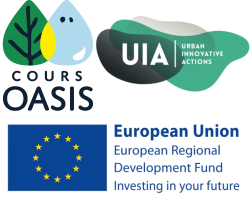 COURS
OASIS
UIA
URBAN
INNOVATIVE
ACTIONS
European Union
European Regional
Development Fund
Investing in your future